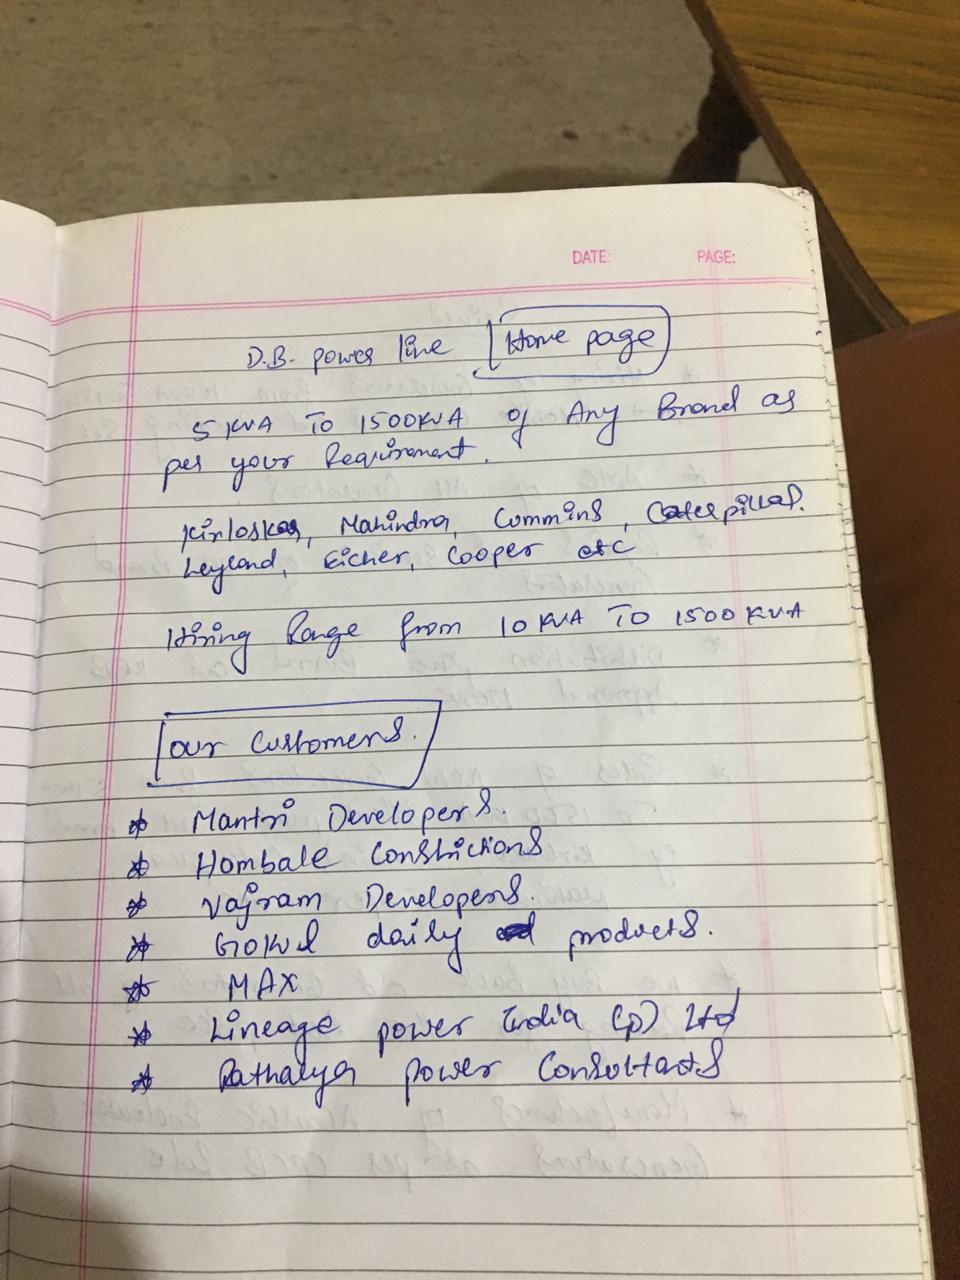 DATE: PAGE:
D.B. power line Home page
5 KVA TO 1500KVA of Any Brand as
per your Requirement.
Kirloskar, Mahindra, Cummins, Caterpillar.
Leyland, Eicher, Cooper etc
Hiring Range from 10 KVA TO 1500 KVA
our Customers.
* Mantri Developers.
* Hombale Constrictions
* Vajram Developers.
* GOKUL daily products.
* MAX
* Lineage power India (p) Ltd
* Pathalya power Consultants